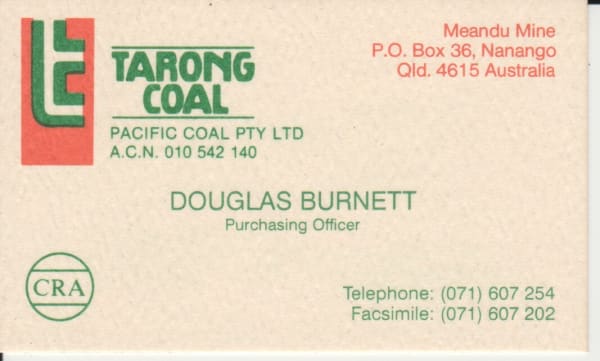 TARONG
COAL
PACIFIC COAL PTY LTD
A.C.N. 010 542 140
Meandu Mine
P.O. Box 36, Nanango
Qld. 4615 Australia
DOUGLAS BURNETT
Purchasing Officer
CRA
Telephone: (071) 607 254
Facsimile: (071) 607 202